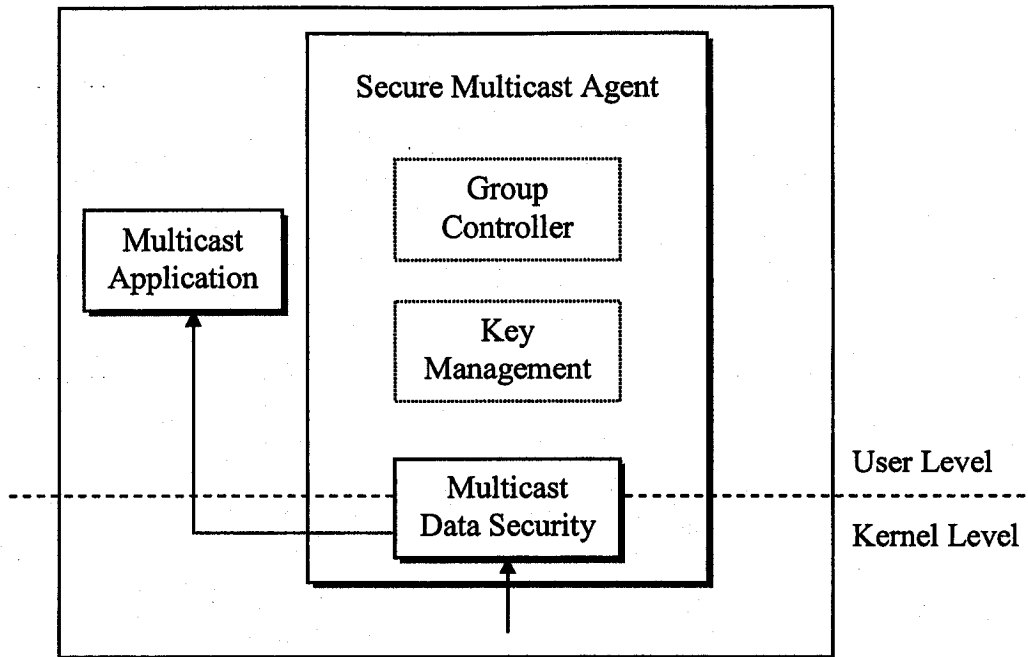 Secure Multicast Agent
Group
Controller
Multicast
Application
Key
Management
User Level
Multicast
Data Security
Kernel Level